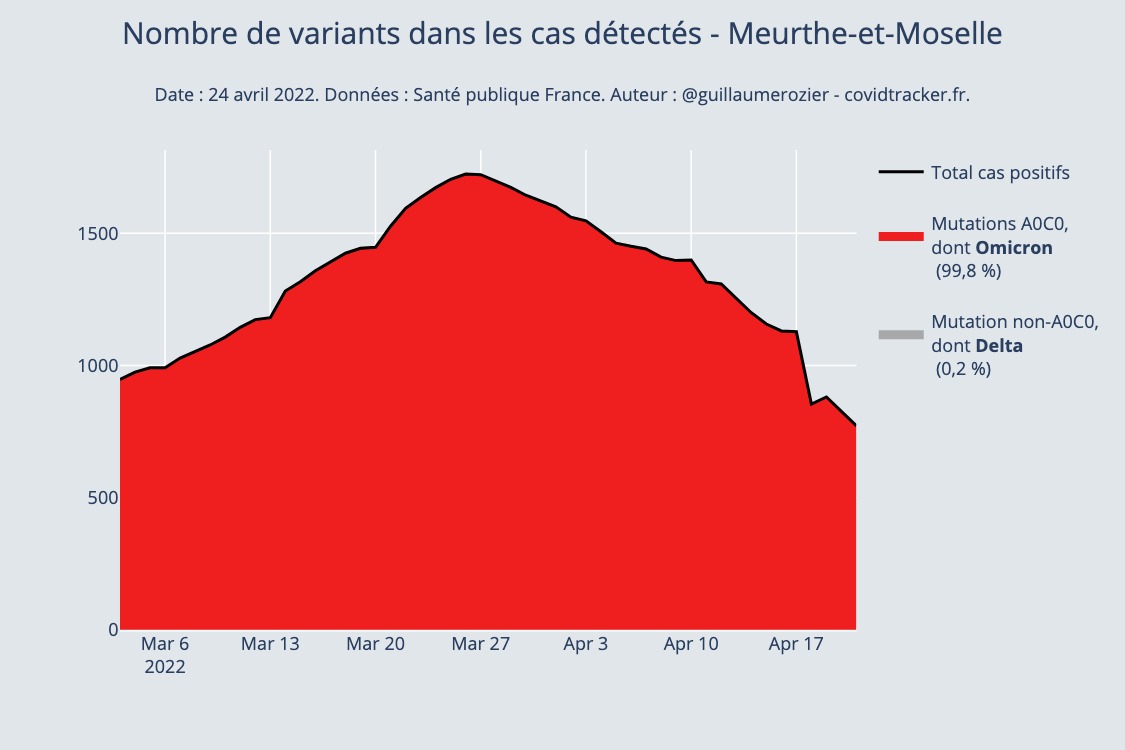 Nombre de variants dans les cas détectés - Meurthe-et-Moselle
Date : 24 avril 2022. Données : Santé publique France. Auteur : @guillaumerozier - covidtracker.fr.
Total cas positifs
Mutations A0C0,
dont Omicron
(99,8 %)
Mutation non-A0C0,
dont Delta
(0,2 %)
1500
1000
500
0
Mar 6 Mar 13 Mar 20 Mar 27 Apr 3 Apr 10 Apr 17
2022